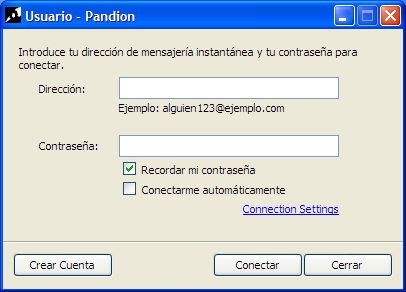 Usuario - Pandion
Introduce tu dirección de mensajería instantánea y tu contraseña para
conectar.
Dirección:
Ejemplo: alguien123@ejemplo.com
Contraseña:
Recordar mi contraseña
Conectarme automáticamente
Connection Settings
Crear Cuenta
Conectar
Cerrar